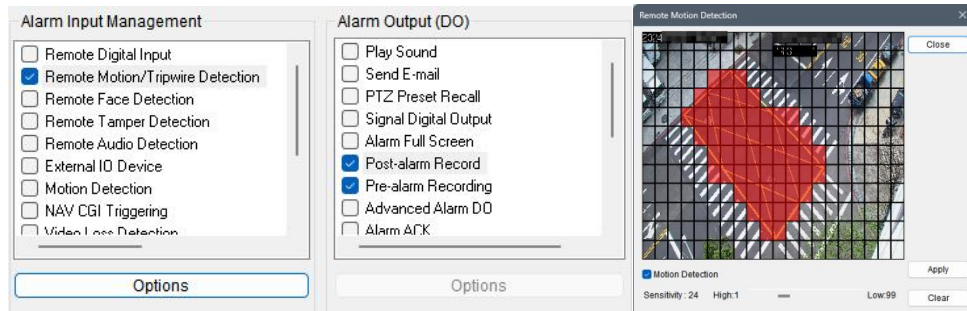 Alarm Input Management
Remote Digital Input
Remote Motion/Tripwire Detection
Remote Face Detection
Remote Tamper Detection
Remote Audio Detection
External IO Device
Motion Detection
NAV CGI Triggering
Video Loss Detection
Options
Alarm Output (DO)
Play Sound
Send E-mail
PTZ Preset Recall
Signal Digital Output
Alarm Full Screen
Post-alarm Record
Pre-alarm Recording
Advanced Alarm DO
Alarm ACK
Options
Remote Motion Detection
2024
Close
Motion Detection
Apply
Sensitivity : 24 High:1 Low:99
Clear